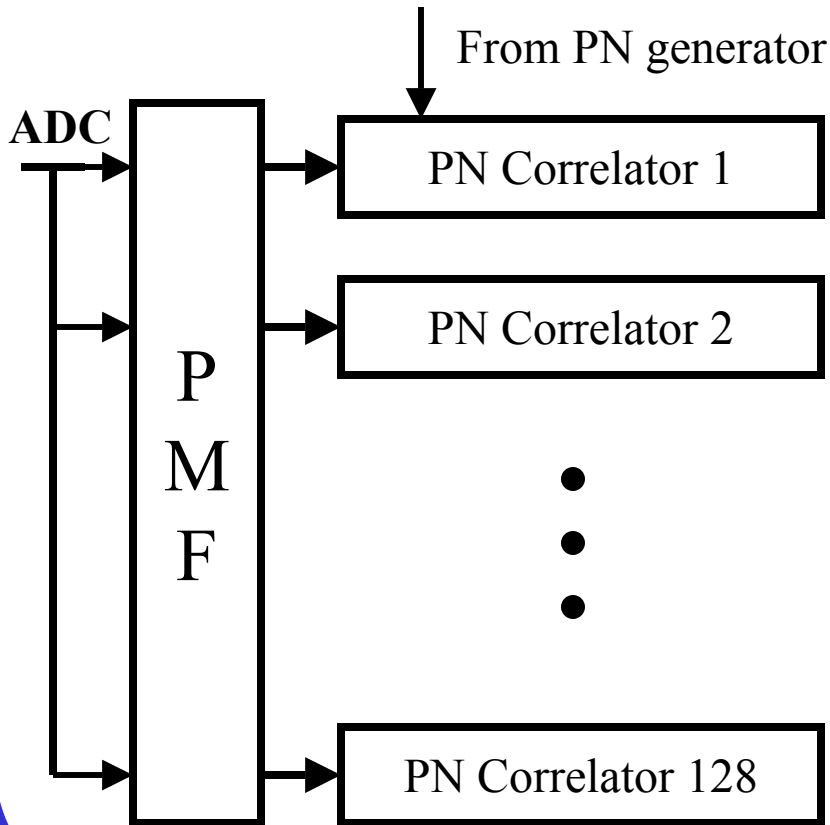 From PN generator
ADC
PN Correlator 1
PN Correlator 2
P
M
F
PN Correlator 128